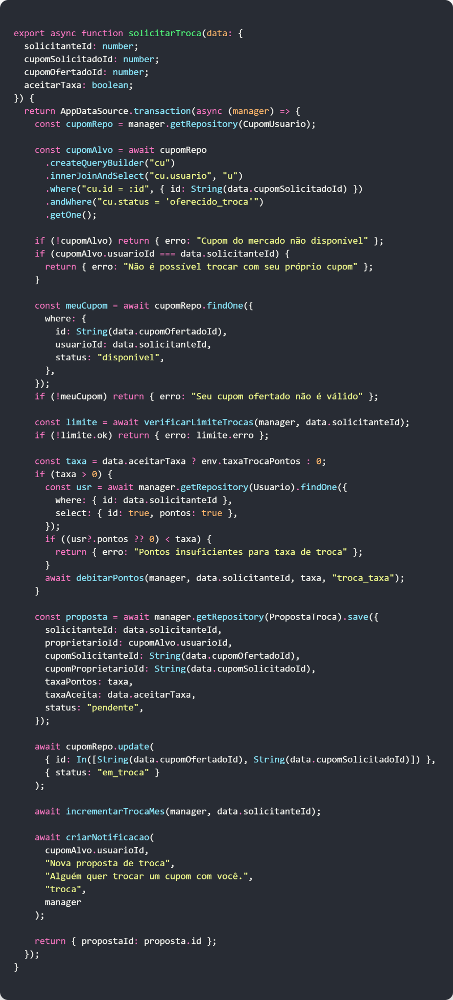 export async function solicitarTroca(data: {
  solicitanteId: number;
  cupomSolicitadoId: number;
  cupomOfertadoId: number;
  aceitarTaxa: boolean;
}) {
  return AppDataSource.transaction(async (manager) => {
    const cupomRepo = manager.getRepository(CupomUsuario);

    const cupomAlvo = await cupomRepo
      .createQueryBuilder("cu")
      .innerJoinAndSelect("cu.usuario", "u")
      .where("cu.id = :id", { id: String(data.cupomSolicitadoId) })
      .andWhere("cu.status = 'oferecido_troca'")
      .getOne();

    if (!cupomAlvo) return { erro: "Cupom do mercado não disponível" };
    if (cupomAlvo.usuarioId === data.solicitanteId) {
      return { erro: "Não é possível trocar com seu próprio cupom" };
    }

    const meuCupom = await cupomRepo.findOne({
      where: {
        id: String(data.cupomOfertadoId),
        usuarioId: data.solicitanteId,
        status: "disponivel",
      },
    });
    if (!meuCupom) return { erro: "Seu cupom ofertado não é válido" };

    const limite = await verificarLimiteTrocas(manager, data.solicitanteId);
    if (!limite.ok) return { erro: limite.erro };

    const taxa = data.aceitarTaxa ? env.taxaTrocaPontos : 0;
    if (taxa > 0) {
      const usr = await manager.getRepository(Usuario).findOne({
        where: { id: data.solicitanteId },
        select: { id: true, pontos: true },
      });
      if ((usr?.pontos ?? 0) < taxa) {
        return { erro: "Pontos insuficientes para taxa de troca" };
      }
      await debitarPontos(manager, data.solicitanteId, taxa, "troca_taxa");
    }

    const proposta = await manager.getRepository(PropostaTroca).save({
      solicitanteId: data.solicitanteId,
      proprietarioId: cupomAlvo.usuarioId,
      cupomSolicitanteId: String(data.cupomOfertadoId),
      cupomProprietarioId: String(data.cupomSolicitadoId),
      taxaPontos: taxa,
      taxaAceita: data.aceitarTaxa,
      status: "pendente",
    });

    await cupomRepo.update(
      { id: In([String(data.cupomOfertadoId), String(data.cupomSolicitadoId)]) },
      { status: "em_troca" }
    );

    await incrementarTrocaMes(manager, data.solicitanteId);

    await criarNotificacao(
      cupomAlvo.usuarioId,
      "Nova proposta de troca",
      "Alguém quer trocar um cupom com você.",
      "troca",
      manager
    );

    return { propostaId: proposta.id };
  });
}